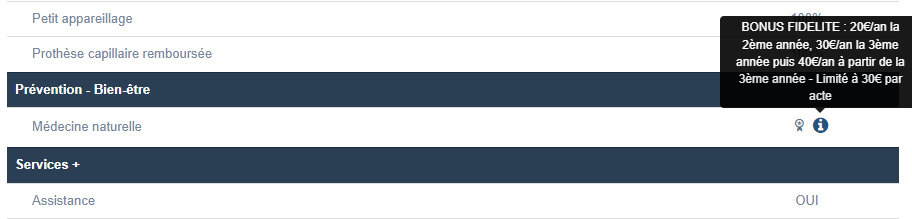 Petit appareillage
Prothèse capillaire remboursée
BONUS FIDELITE : 20€/an la
2ème année, 30€/an la 3ème
année puis 40€/an à partir de la
3ème année - Limité à 30€ par
acte
Prévention - Bien-être
Médecine naturelle
Services +
Assistance OUI